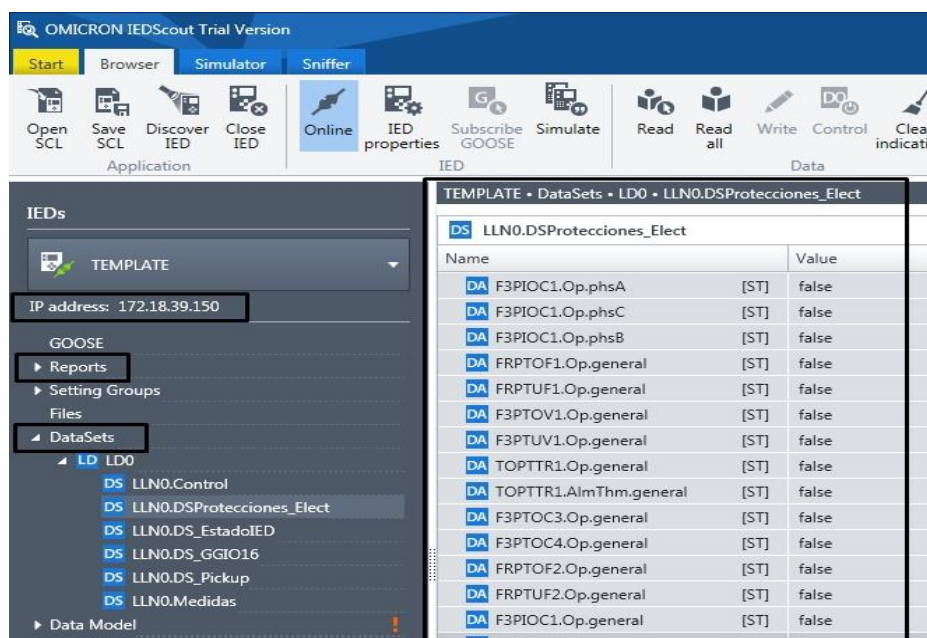 OMICRON IEDScout Trial Version
Start Browser Simulator Sniffer
Open SCL Save SCL Discover IED Close IED Online IED properties Subscribe GOOSE Simulate Read Read all Write Control Clea indicati
Application IED Data
IEDs
TEMPLATE
IP address: 172.18.39.150
GOOSE
Reports
Setting Groups
Files
DataSets
LD LD0
DS LLN0.Control
DS LLN0.DSProtecciones_Elect
DS LLN0.DS_EstadoIED
DS LLN0.DS_GGIO16
DS LLN0.DS_Pickup
DS LLN0.Medidas
Data Model !
TEMPLATE • DataSets • LD0 • LLN0.DSProtecciones_Elect
DS LLN0.DSProtecciones_Elect
Name Value
DA F3PIOC1.Op.phsA [ST] false
DA F3PIOC1.Op.phsC [ST] false
DA F3PIOC1.Op.phsB [ST] false
DA FRPTOF1.Op.general [ST] false
DA FRPTUF1.Op.general [ST] false
DA F3PTOV1.Op.general [ST] false
DA F3PTUV1.Op.general [ST] false
DA TOPTTR1.Op.general [ST] false
DA TOPTTR1.AlmThm.general [ST] false
DA F3PTOC3.Op.general [ST] false
DA F3PTOC4.Op.general [ST] false
DA FRPTOF2.Op.general [ST] false
DA FRPTUF2.Op.general [ST] false
DA F3PIOC1.Op.general [ST] false